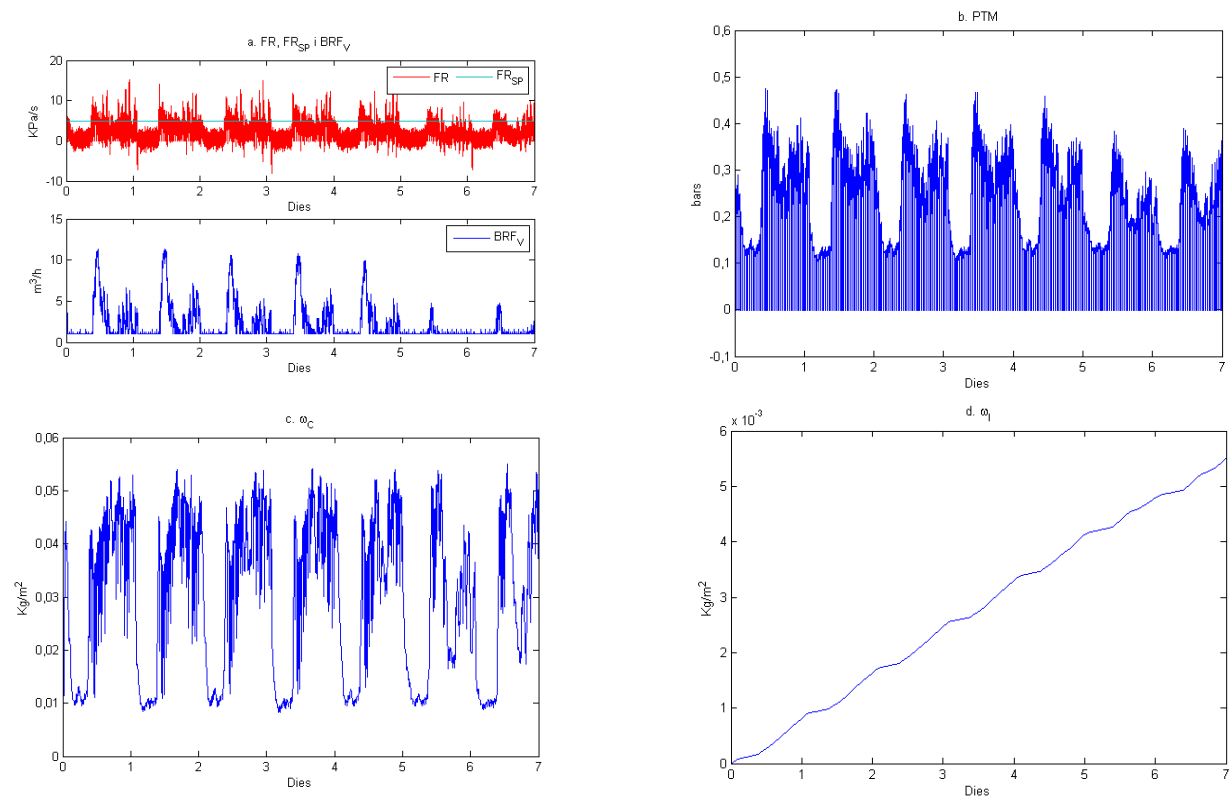 a. FR, FR_SP i BRF_V
KPa/s
20
10
0
-10
FR
FR_SP
0 1 2 3 4 5 6 7
Dies
m³/h
15
10
5
0
BRF_V
0 1 2 3 4 5 6 7
Dies
b. PTM
bars
0,6
0,5
0,4
0,3
0,2
0,1
0
-0,1
0 1 2 3 4 5 6 7
Dies
c. ω_C
Kg/m²
0,06
0,05
0,04
0,03
0,02
0,01
0
0 1 2 3 4 5 6 7
Dies
d. ω_I
x 10⁻³
Kg/m²
6
5
4
3
2
1
0
0 1 2 3 4 5 6 7
Dies